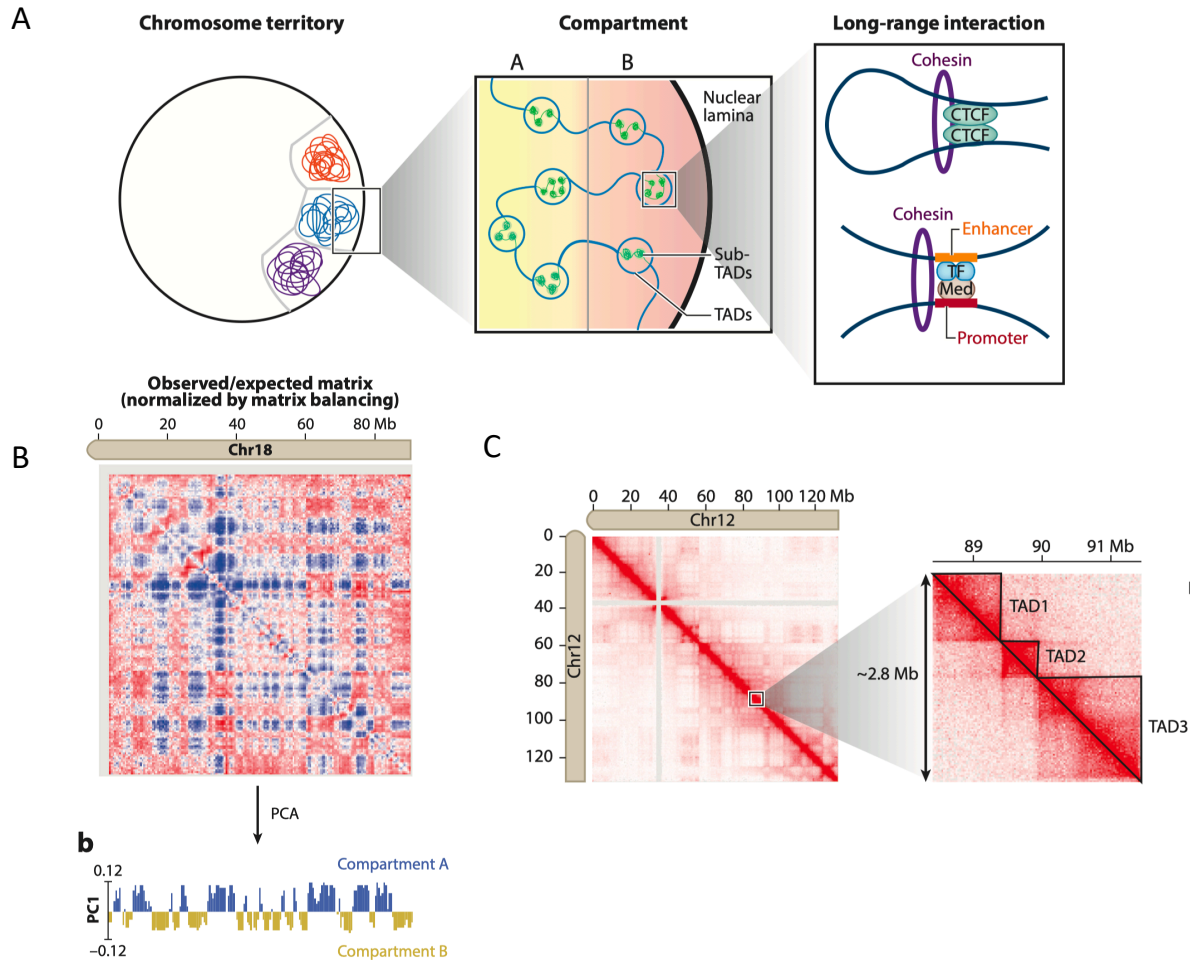 A
Chromosome territory
Compartment
Long-range interaction
A
B
Nuclear
lamina
Sub-
TADs
TADs
Cohesin
CTCF
CTCF
Cohesin
Enhancer
TF
Med
Promoter
B
Observed/expected matrix
(normalized by matrix balancing)
0 20 40 60 80 Mb
Chr18
PCA
b
0.12
PC1
−0.12
Compartment A
Compartment B
C
0 20 40 60 80 100 120 Mb
Chr12
0
20
40
60
80
100
120
Chr12
89 90 91 Mb
TAD1
TAD2
TAD3
~2.8 Mb